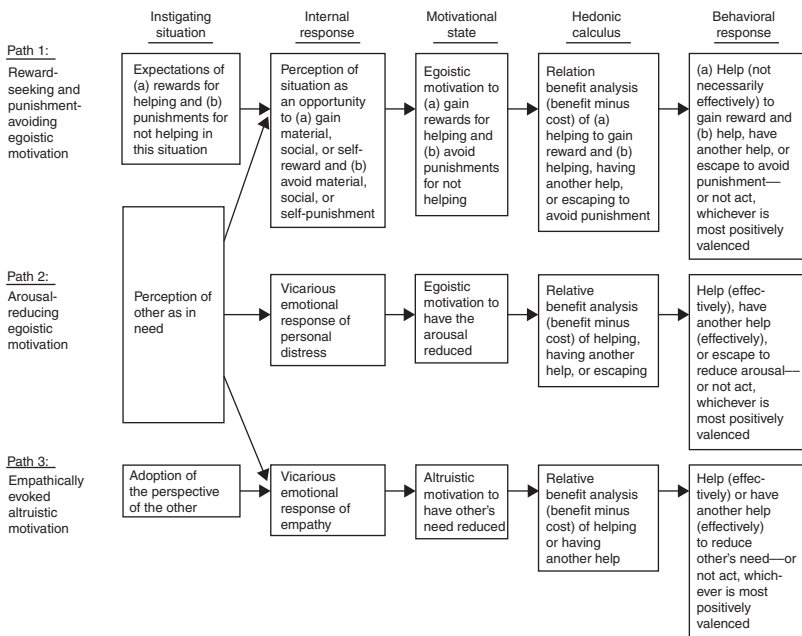 Instigating
situation
Internal
response
Motivational
state
Hedonic
calculus
Behavioral
response
Path 1:
Reward-
seeking and
punishment-
avoiding
egoistic
motivation
Expectations of
(a) rewards for
helping and (b)
punishments for
not helping in
this situation
Perception of
situation as
an opportunity
to (a) gain
material,
social, or self-
reward and (b)
avoid material,
social, or
self-punishment
Egoistic
motivation to
(a) gain
rewards for
helping and
(b) avoid
punishments
for not
helping
Relation
benefit analysis
(benefit minus
cost) of (a)
helping to gain
reward and (b)
helping, having
another help,
or escaping to
avoid punishment
(a) Help (not
necessarily
effectively) to
gain reward and
(b) help, have
another help, or
escape to avoid
punishment—
or not act,
whichever is
most positively
valenced
Path 2:
Arousal-
reducing
egoistic
motivation
Perception of
other as in
need
Vicarious
emotional
response of
personal
distress
Egoistic
motivation to
have the
arousal
reduced
Relative
benefit analysis
(benefit minus
cost) of helping,
having another
help, or escaping
Help (effec-
tively), have
another help
(effectively),
or escape to
reduce arousal—
or not act,
whichever is
most positively
valenced
Path 3:
Empathically
evoked
altruistic
motivation
Adoption of
the perspective
of the other
Vicarious
emotional
response of
empathy
Altruistic
motivation to
have other's
need reduced
Relative
benefit analysis
(benefit minus
cost) of helping
or having
another help
Help (effec-
tively) or have
another help
(effectively)
to reduce
other's need—or
not act, which-
ever is most
positively
valenced